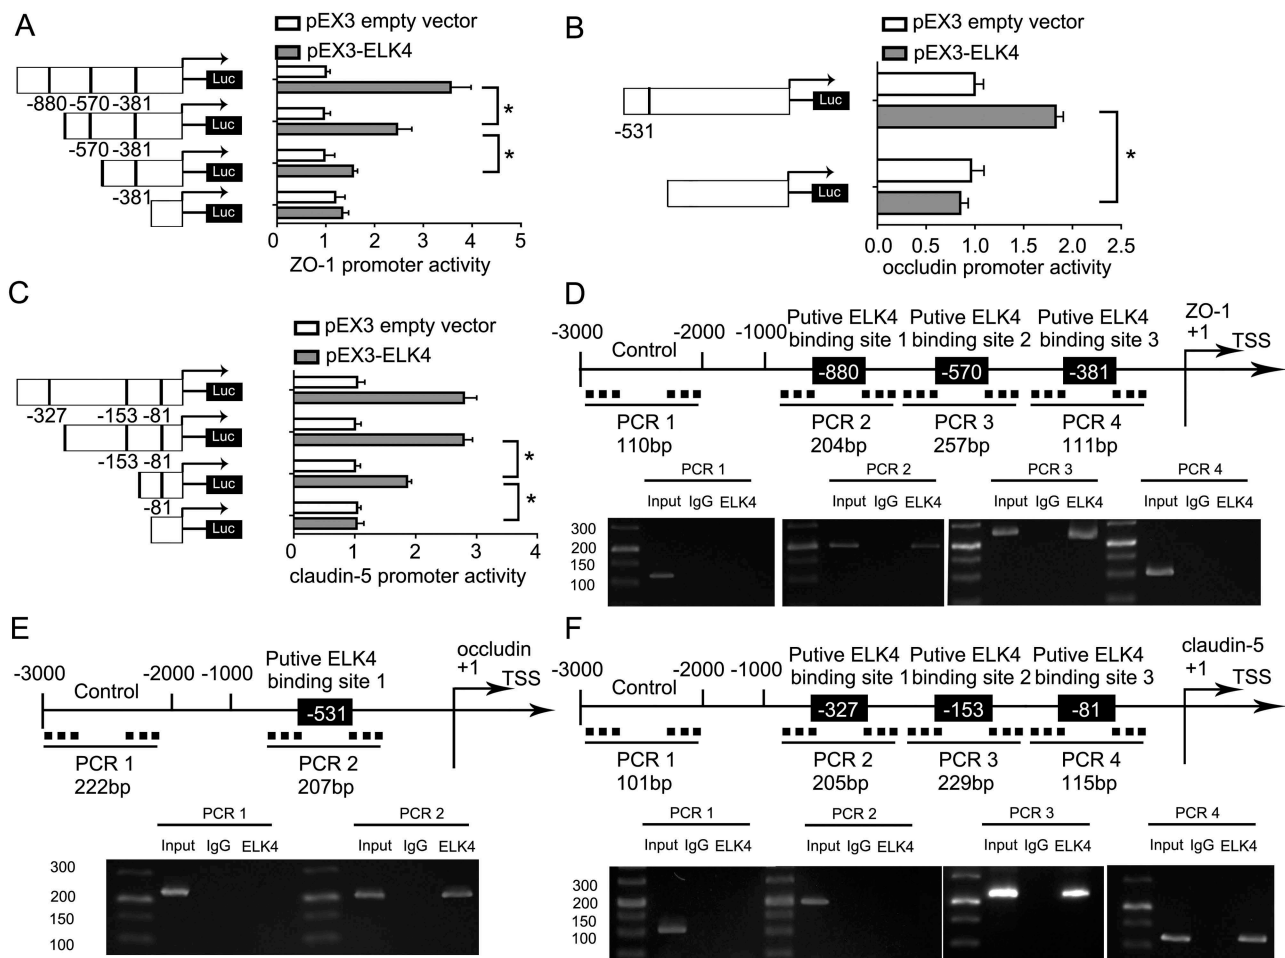 A
pEX3 empty vector
pEX3-ELK4
Luc
-880 -570 -381
Luc
-570 -381
Luc
-381
Luc
*
*
0 1 2 3 4 5
ZO-1 promoter activity
B
pEX3 empty vector
pEX3-ELK4
Luc
-531
Luc
*
0.0 0.5 1.0 1.5 2.0 2.5
occludin promoter activity
C
pEX3 empty vector
pEX3-ELK4
Luc
-327 -153 -81
Luc
-153 -81
Luc
-81
Luc
*
*
0 1 2 3 4
claudin-5 promoter activity
D
-3000 -2000 -1000
Control
Putive ELK4 binding site 1
Putive ELK4 binding site 2
Putive ELK4 binding site 3
ZO-1
+1
TSS
-880 -570 -381
PCR 1 PCR 2 PCR 3 PCR 4
110bp 204bp 257bp 111bp
PCR 1 PCR 2 PCR 3 PCR 4
Input IgG ELK4 Input IgG ELK4 Input IgG ELK4 Input IgG ELK4
300
200
150
100
E
-3000 -2000 -1000
Control
Putive ELK4
binding site 1
occludin
+1
TSS
-531
PCR 1 PCR 2
222bp 207bp
PCR 1 PCR 2
Input IgG ELK4 Input IgG ELK4
300
200
150
100
F
-3000 -2000 -1000
Control
Putive ELK4 binding site 1
Putive ELK4 binding site 2
Putive ELK4 binding site 3
claudin-5
+1
TSS
-327 -153 -81
PCR 1 PCR 2 PCR 3 PCR 4
101bp 205bp 229bp 115bp
PCR 1 PCR 2 PCR 3 PCR 4
Input IgG ELK4 Input IgG ELK4 Input IgG ELK4 Input IgG ELK4
300
200
150
100